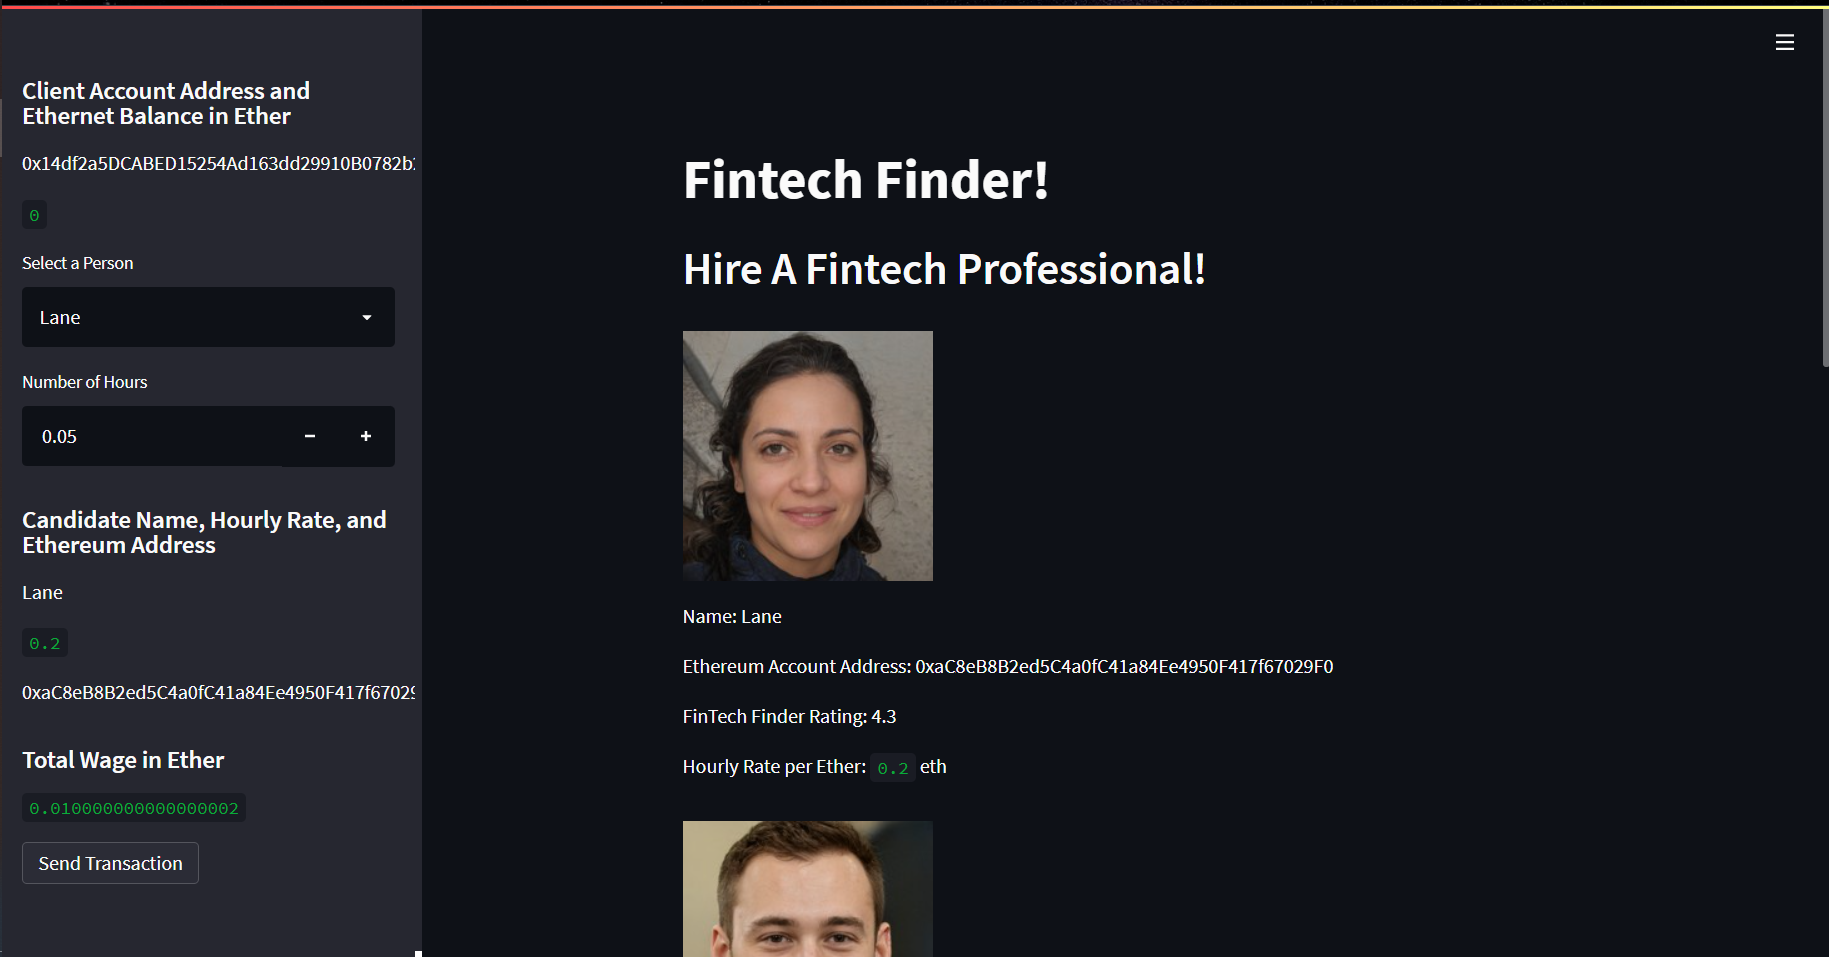 Client Account Address and
Ethernet Balance in Ether
0x14df2a5DCABED15254Ad163dd29910B0782b
0
Select a Person
Lane
Number of Hours
0.05
Candidate Name, Hourly Rate, and
Ethereum Address
Lane
0.2
0xaC8eB8B2ed5C4a0fC41a84Ee4950F417f67029
Total Wage in Ether
0.010000000000000002
Send Transaction
Fintech Finder!
Hire A Fintech Professional!
Name: Lane
Ethereum Account Address: 0xaC8eB8B2ed5C4a0fC41a84Ee4950F417f67029F0
FinTech Finder Rating: 4.3
Hourly Rate per Ether: 0.2 eth